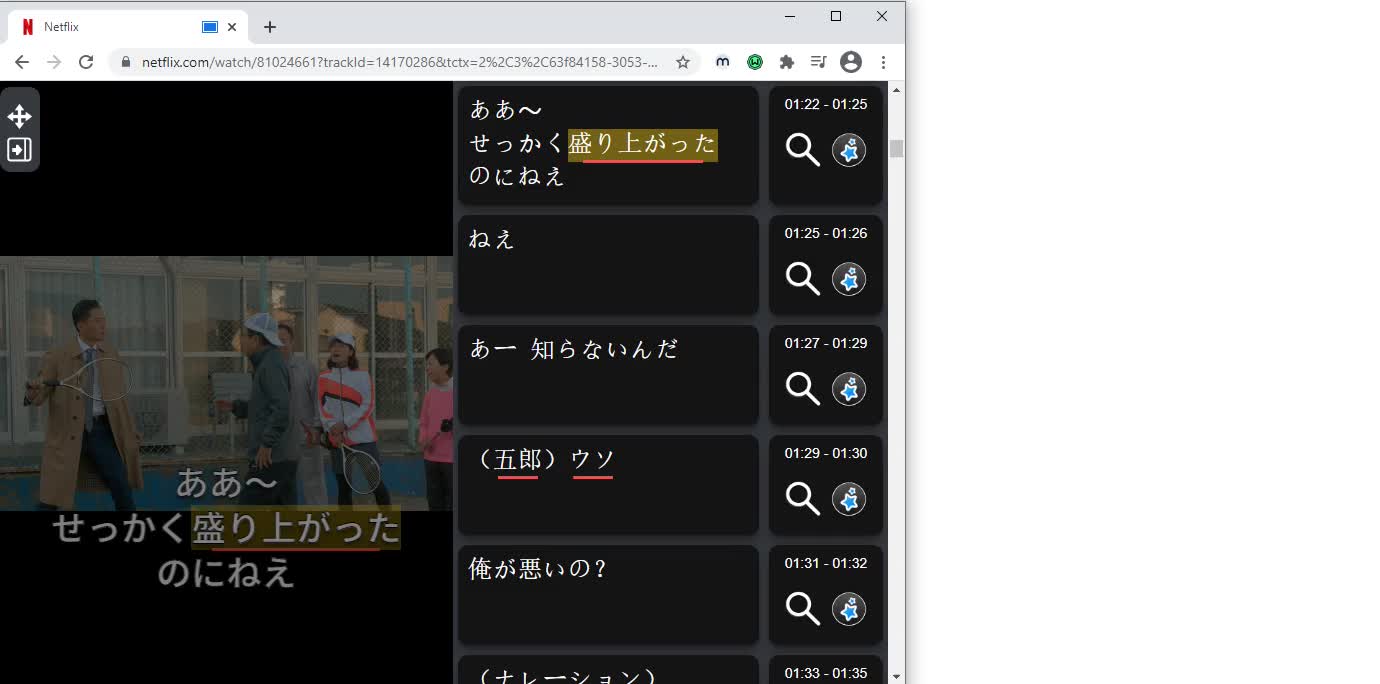 Netflix
netflix.com/watch/81024661?trackId=14170286&tctx=2%2C3%2C63f84158-3053-...
ああ～
せっかく盛り上がった
のにねえ
01:22 - 01:25
ねえ
01:25 - 01:26
あー 知らないんだ
01:27 - 01:29
（五郎）ウソ
01:29 - 01:30
俺が悪いの？
01:31 - 01:32
（ナレーション）
01:33 - 01:35
ああ～
せっかく盛り上がった
のにねえ